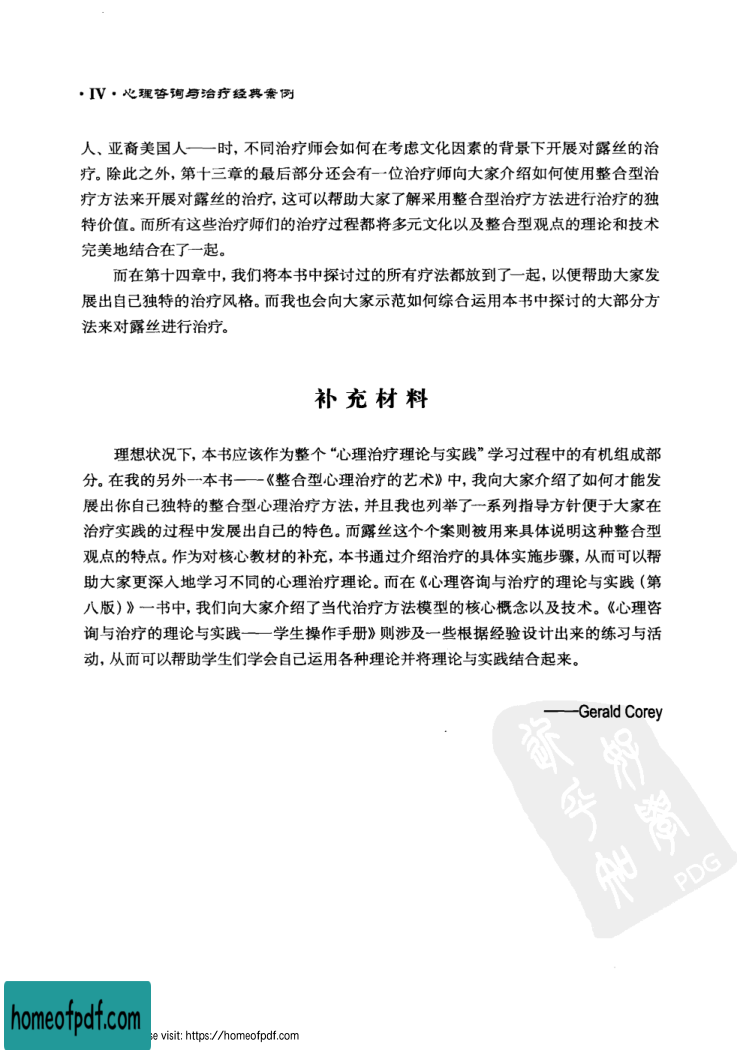 ·IV·心理咨询与治疗经典案例
人、亚裔美国人——时，不同治疗师会如何在考虑文化因素的背景下开展对露丝的治
疗。除此之外，第十三章的最后部分还会有一位治疗师向大家介绍如何使用整合型治
疗方法来开展对露丝的治疗，这可以帮助大家了解采用整合型治疗方法进行治疗的独
特价值。而所有这些治疗师们的治疗过程都将多元文化以及整合型观点的理论和技术
完美地结合在了一起。
而在第十四章中，我们将本书中探讨过的所有疗法都放到了一起，以便帮助大家发
展出自己独特的治疗风格。而我也会向大家示范如何综合运用本书中探讨的大部分方
法来对露丝进行治疗。
补充材料
理想状况下，本书应该作为整个“心理治疗理论与实践”学习过程中的有机组成部
分。在我的另外一本书——《整合型心理治疗的艺术》中，我向大家介绍了如何才能发
展出你自己独特的整合型心理治疗方法，并且我也列举了一系列指导方针便于大家在
治疗实践的过程中发展出自己的特色。而露丝这个个案则被用来具体说明这种整合型
观点的特点。作为对核心教材的补充，本书通过介绍治疗的具体实施步骤，从而可以帮
助大家更深入地学习不同的心理治疗理论。而在《心理咨询与治疗的理论与实践（第
八版）》一书中，我们向大家介绍了当代治疗方法模型的核心概念以及技术。《心理咨
询与治疗的理论与实践——学生操作手册》则涉及一些根据经验设计出来的练习与活
动，从而可以帮助学生们学会自己运用各种理论并将理论与实践结合起来。
——Gerald Corey
PDG
homeofpdf.com
se visit: https://homeofpdf.com